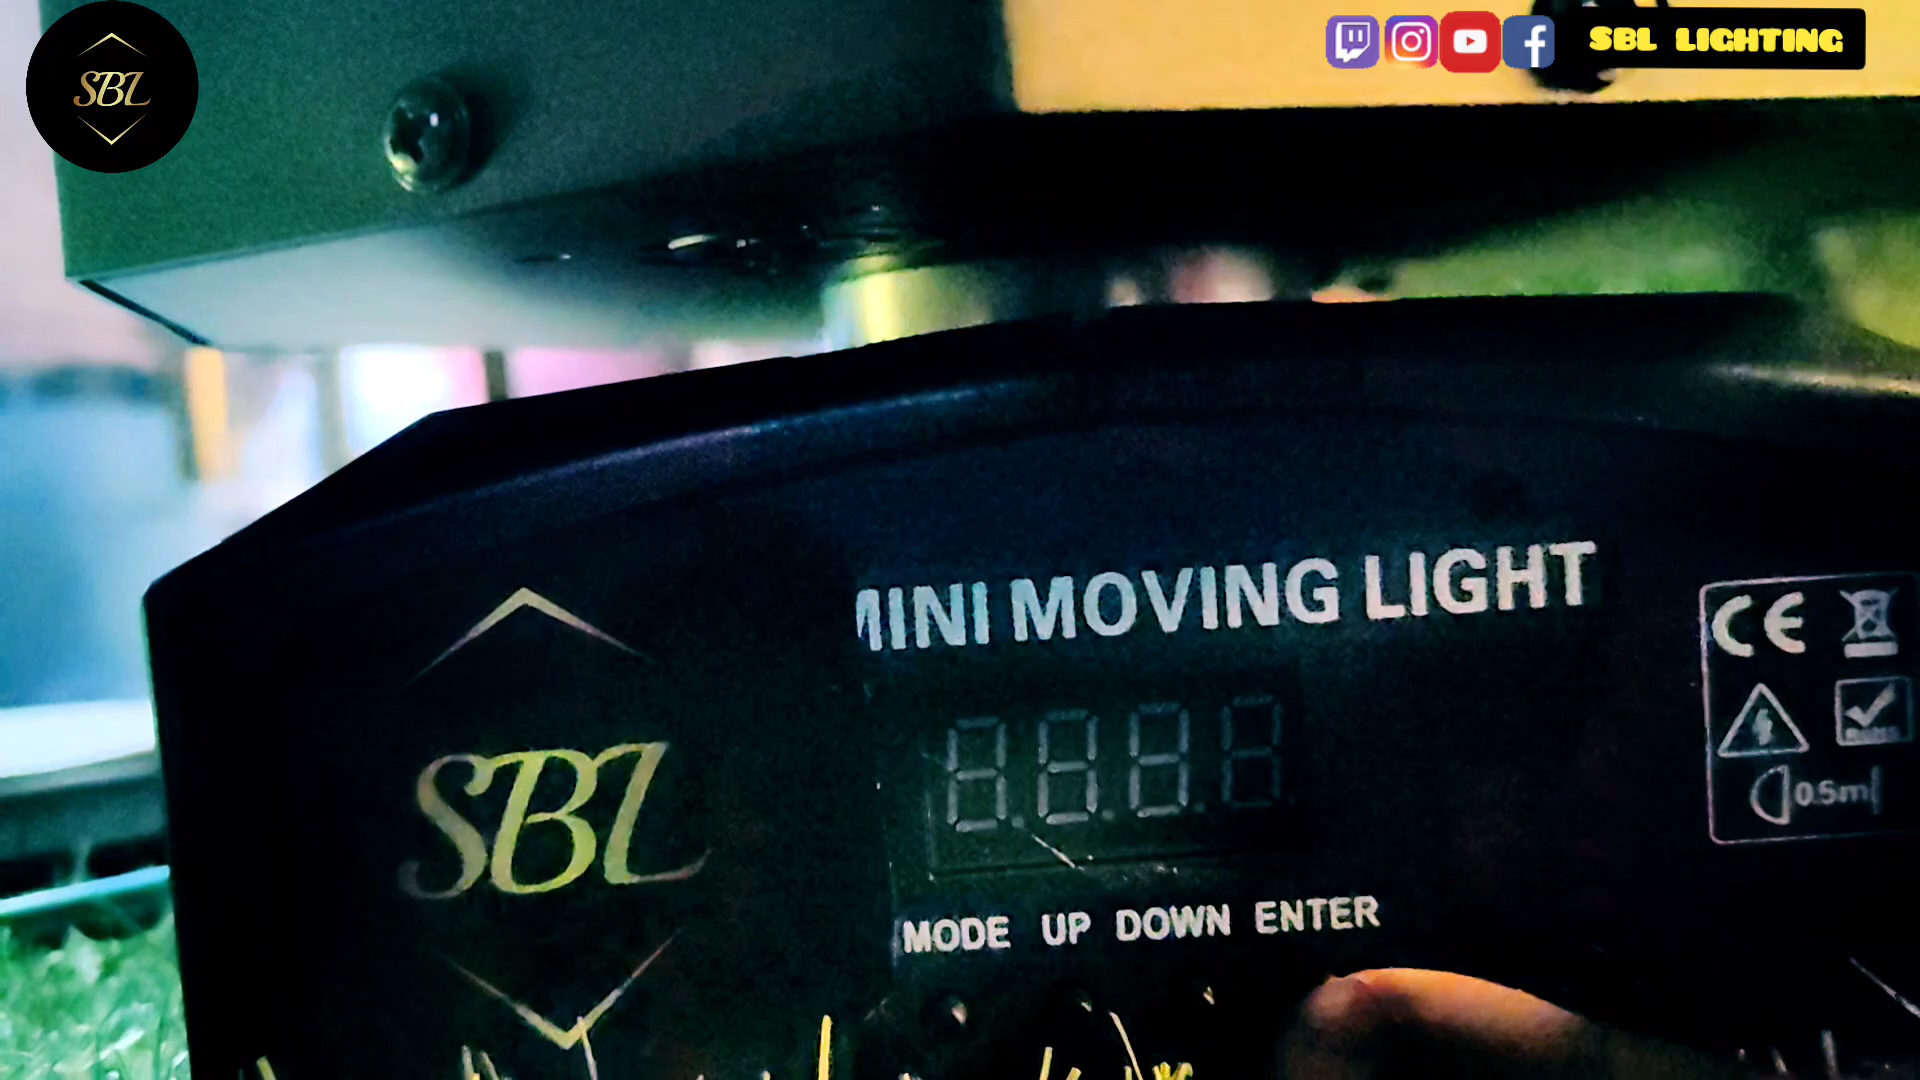 SBL
SBL LIGHTING
MINI MOVING LIGHT
SBL
MODE UP DOWN ENTER
CE
0.5m